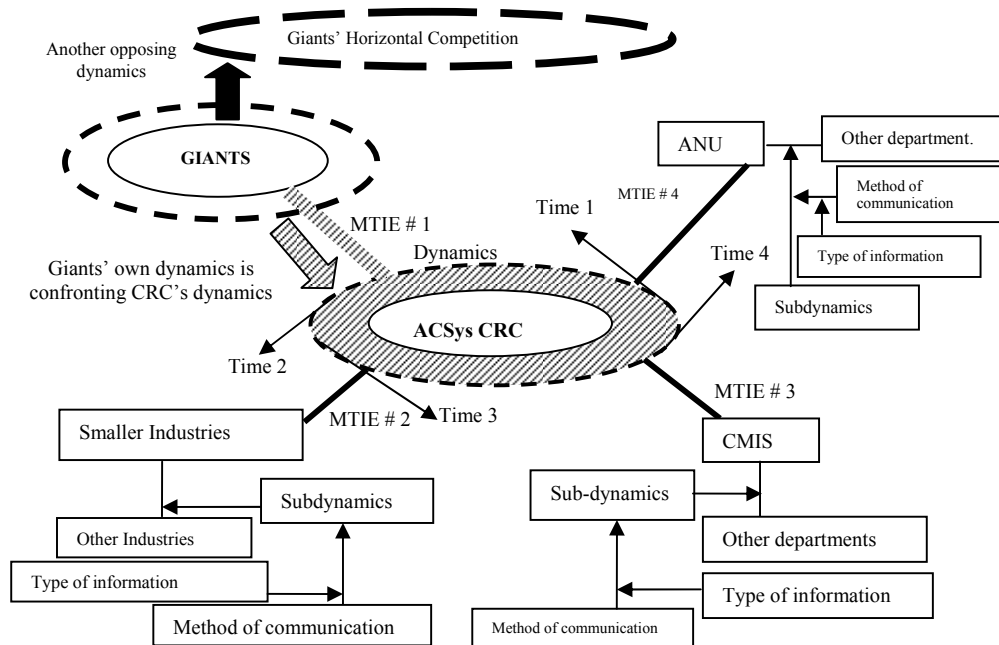 Giants' Horizontal Competition
Another opposing
dynamics
GIANTS
ANU
Other department.
MTIE # 4
Method of
communication
Time 1
MTIE # 1
Dynamics
Time 4
Type of information
Giants' own dynamics is
confronting CRC's dynamics
Subdynamics
ACSys CRC
Time 2
MTIE # 3
Time 3
MTIE # 2
Smaller Industries
CMIS
Subdynamics
Sub-dynamics
Other Industries
Other departments
Type of information
Type of information
Method of communication
Method of communication